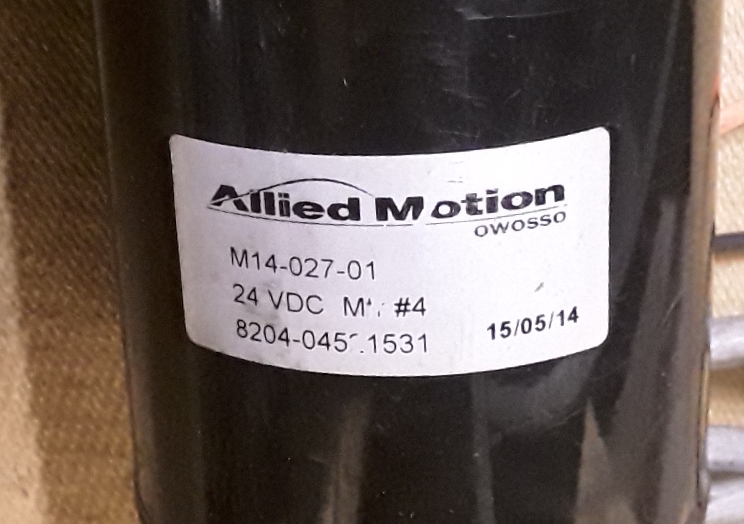 Allied Motion
OWOSSO
M14-027-01
24 VDC #4
15/05/14